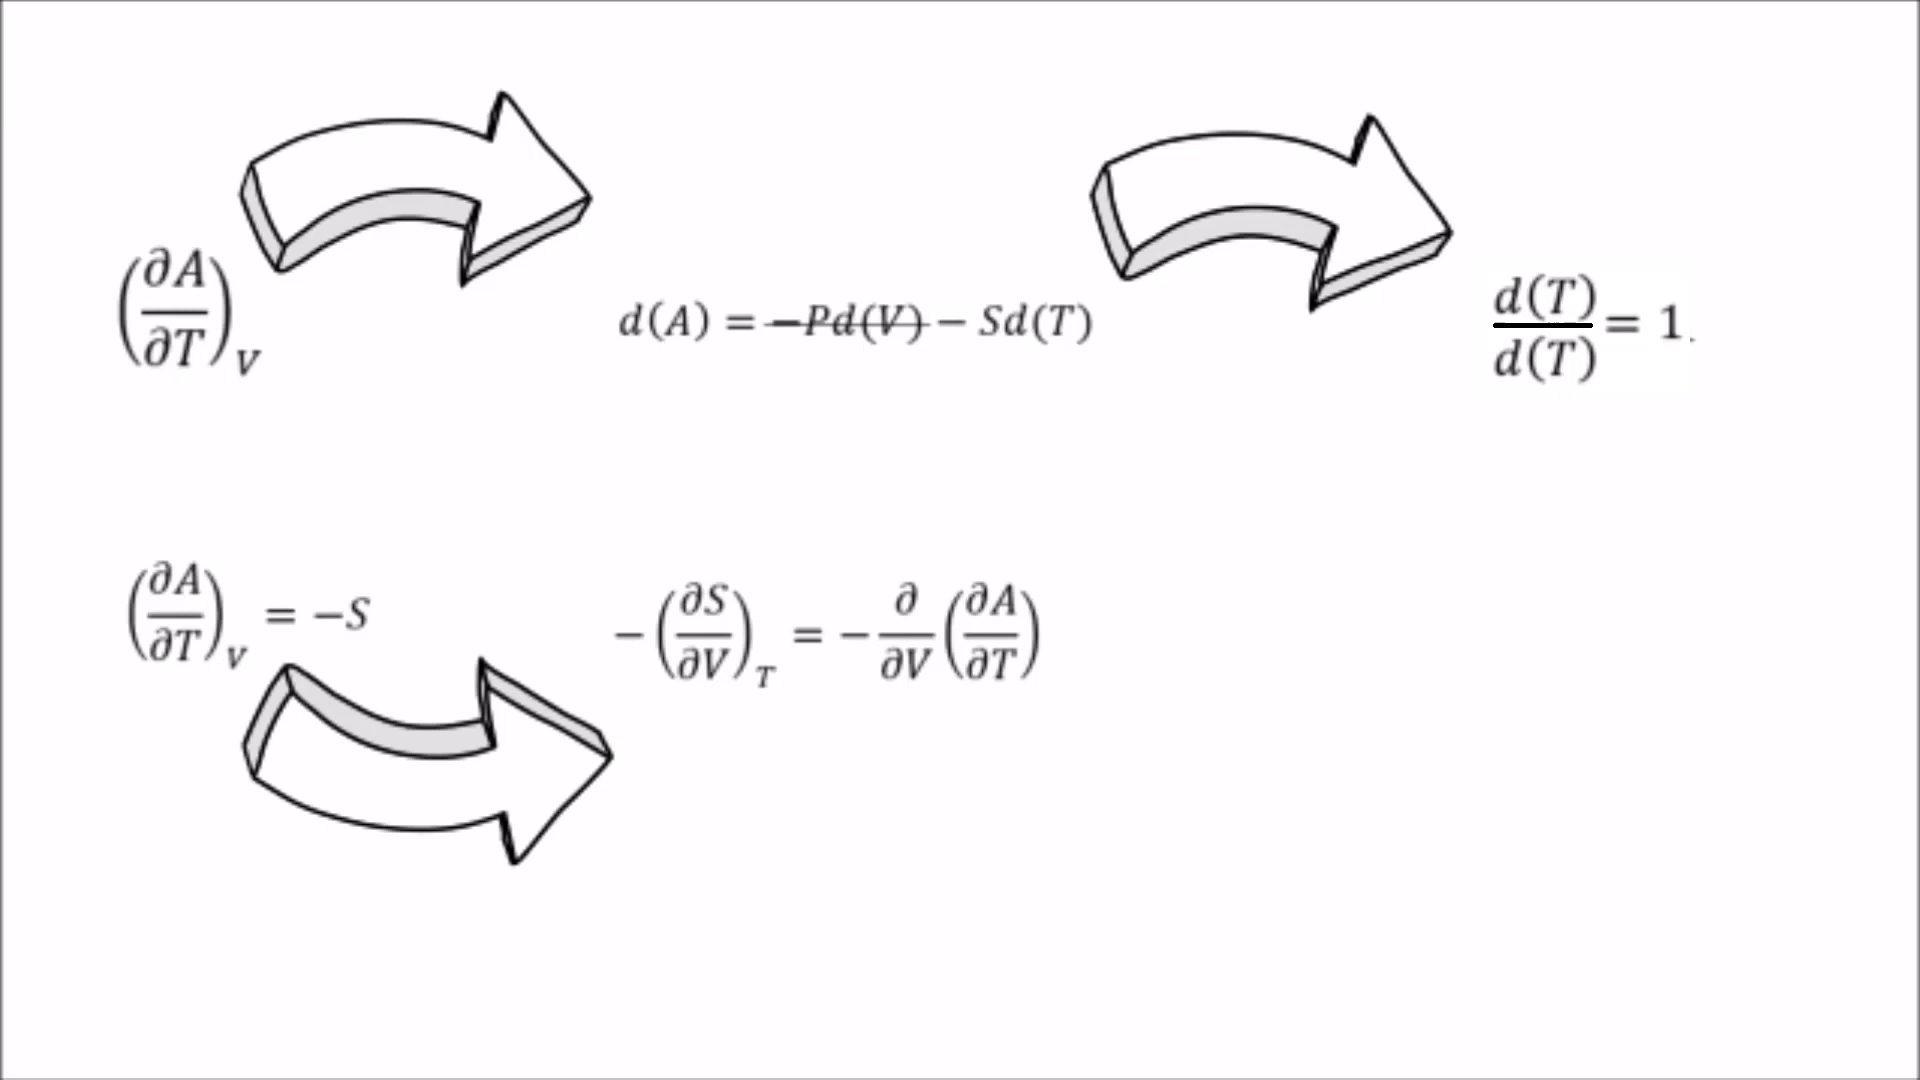 (∂A/∂T)_V
d(A) = −Pd(V) − Sd(T)
d(T)/d(T) = 1.
(∂A/∂T)_V = −S
−(∂S/∂V)_T = −∂/∂V(∂A/∂T)